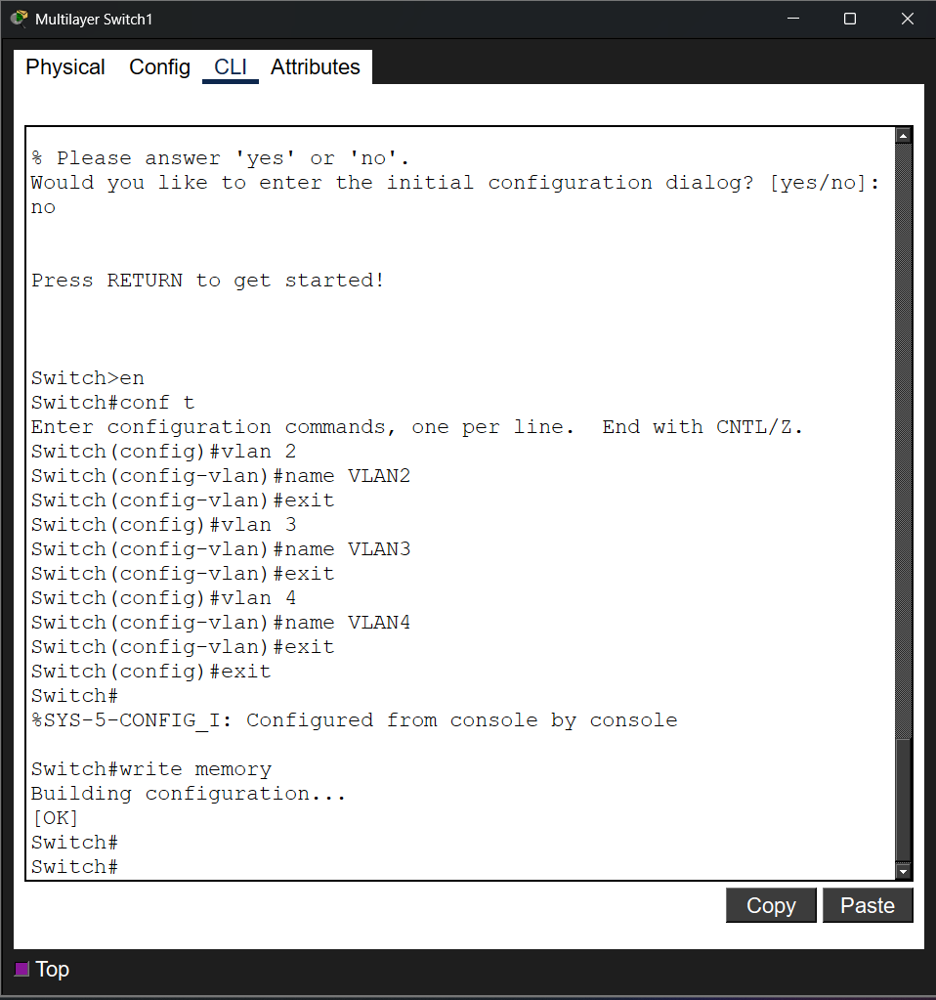 Multilayer Switch1
Physical Config CLI Attributes
% Please answer 'yes' or 'no'.
Would you like to enter the initial configuration dialog? [yes/no]:
no
Press RETURN to get started!
Switch>en
Switch#conf t
Enter configuration commands, one per line.  End with CNTL/Z.
Switch(config)#vlan 2
Switch(config-vlan)#name VLAN2
Switch(config-vlan)#exit
Switch(config)#vlan 3
Switch(config-vlan)#name VLAN3
Switch(config-vlan)#exit
Switch(config)#vlan 4
Switch(config-vlan)#name VLAN4
Switch(config-vlan)#exit
Switch(config)#exit
Switch#
%SYS-5-CONFIG_I: Configured from console by console
Switch#write memory
Building configuration...
[OK]
Switch#
Switch#
Copy Paste
Top